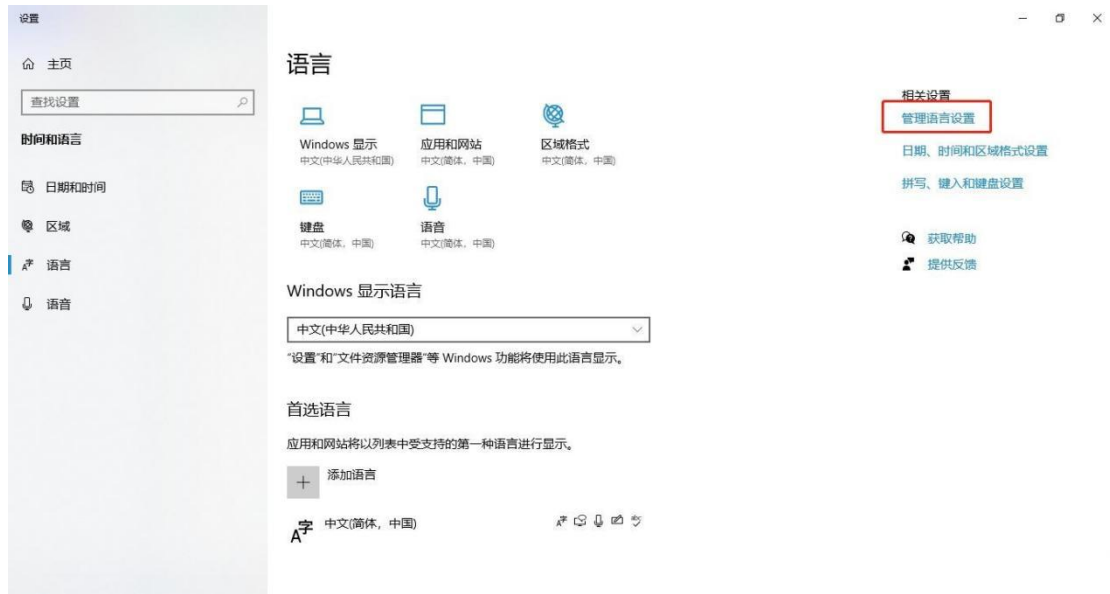 设置
主页
查找设置
时间和语言
日期和时间
区域
语言
语音
语言
Windows 显示
中文(中华人民共和国)
应用和网站
中文(简体，中国)
区域格式
中文(简体，中国)
键盘
中文(简体，中国)
语音
中文(简体，中国)
Windows 显示语言
中文(中华人民共和国)
“设置”和“文件资源管理器”等 Windows 功能将使用此语言显示。
首选语言
应用和网站将以列表中受支持的第一种语言进行显示。
添加语言
中文(简体，中国)
相关设置
管理语言设置
日期、时间和区域格式设置
拼写、键入和键盘设置
获取帮助
提供反馈